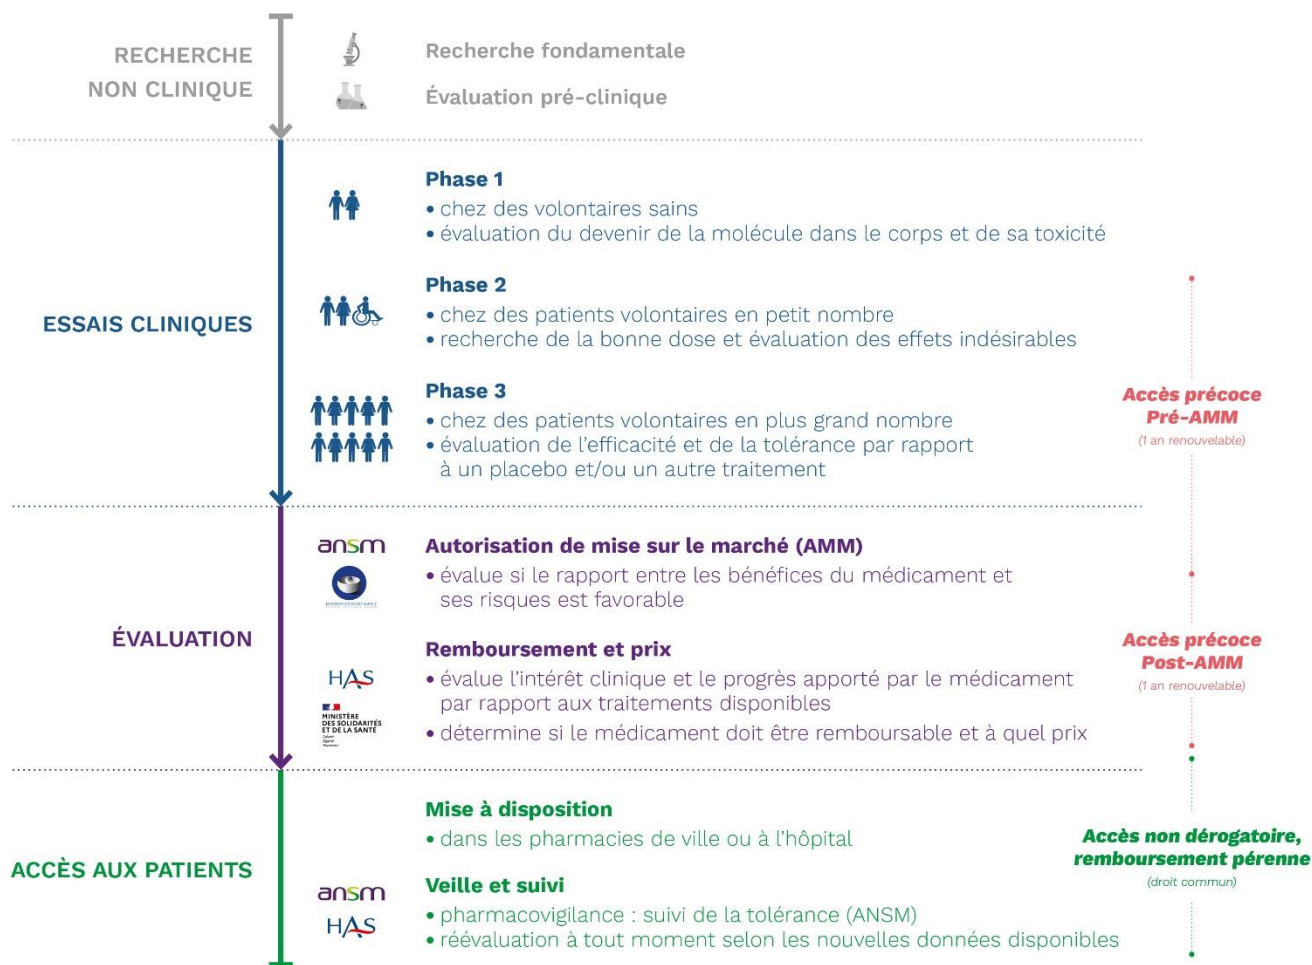 RECHERCHE
NON CLINIQUE
Recherche fondamentale
Évaluation pré-clinique
ESSAIS CLINIQUES
Phase 1
• chez des volontaires sains
• évaluation du devenir de la molécule dans le corps et de sa toxicité
Phase 2
• chez des patients volontaires en petit nombre
• recherche de la bonne dose et évaluation des effets indésirables
Phase 3
• chez des patients volontaires en plus grand nombre
• évaluation de l'efficacité et de la tolérance par rapport
à un placebo et/ou un autre traitement
Accès précoce
Pré-AMM
(1 an renouvelable)
ÉVALUATION
ansm
Autorisation de mise sur le marché (AMM)
• évalue si le rapport entre les bénéfices du médicament et
ses risques est favorable
HAS
MINISTÈRE
DES SOLIDARITÉS
ET DE LA SANTÉ
Remboursement et prix
• évalue l'intérêt clinique et le progrès apporté par le médicament
par rapport aux traitements disponibles
• détermine si le médicament doit être remboursable et à quel prix
Accès précoce
Post-AMM
(1 an renouvelable)
ACCÈS AUX PATIENTS
Mise à disposition
• dans les pharmacies de ville ou à l'hôpital
ansm
HAS
Veille et suivi
• pharmacovigilance : suivi de la tolérance (ANSM)
• réévaluation à tout moment selon les nouvelles données disponibles
Accès non dérogatoire,
remboursement pérenne
(droit commun)